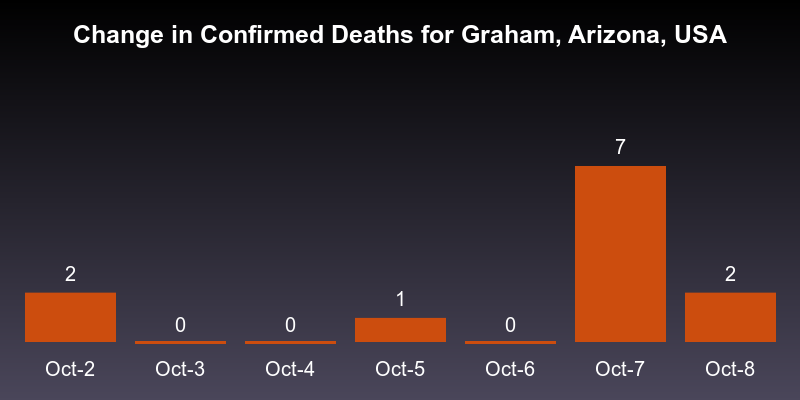 Change in Confirmed Deaths for Graham, Arizona, USA
2
0
0
1
0
7
2
Oct-2
Oct-3
Oct-4
Oct-5
Oct-6
Oct-7
Oct-8